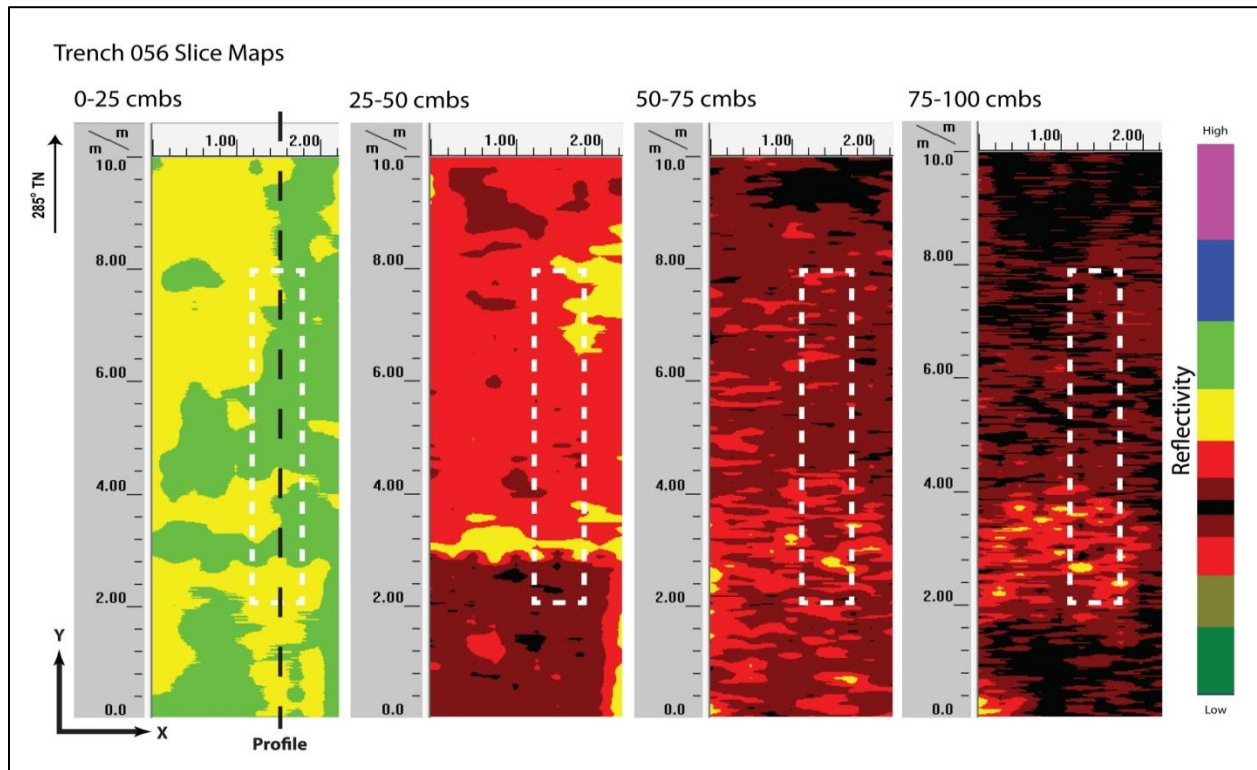 Trench 056 Slice Maps
0-25 cmbs
25-50 cmbs
50-75 cmbs
75-100 cmbs
High
m
m
1.00
2.00
m
m
1.00
2.00
m
m
1.00
2.00
m
m
1.00
2.00
285° TN
10.0
8.00
6.00
4.00
2.00
0.0
10.0
8.00
6.00
4.00
2.00
0.0
10.0
8.00
6.00
4.00
2.00
0.0
10.0
8.00
6.00
4.00
2.00
0.0
Reflectivity
Low
Y
X
Profile